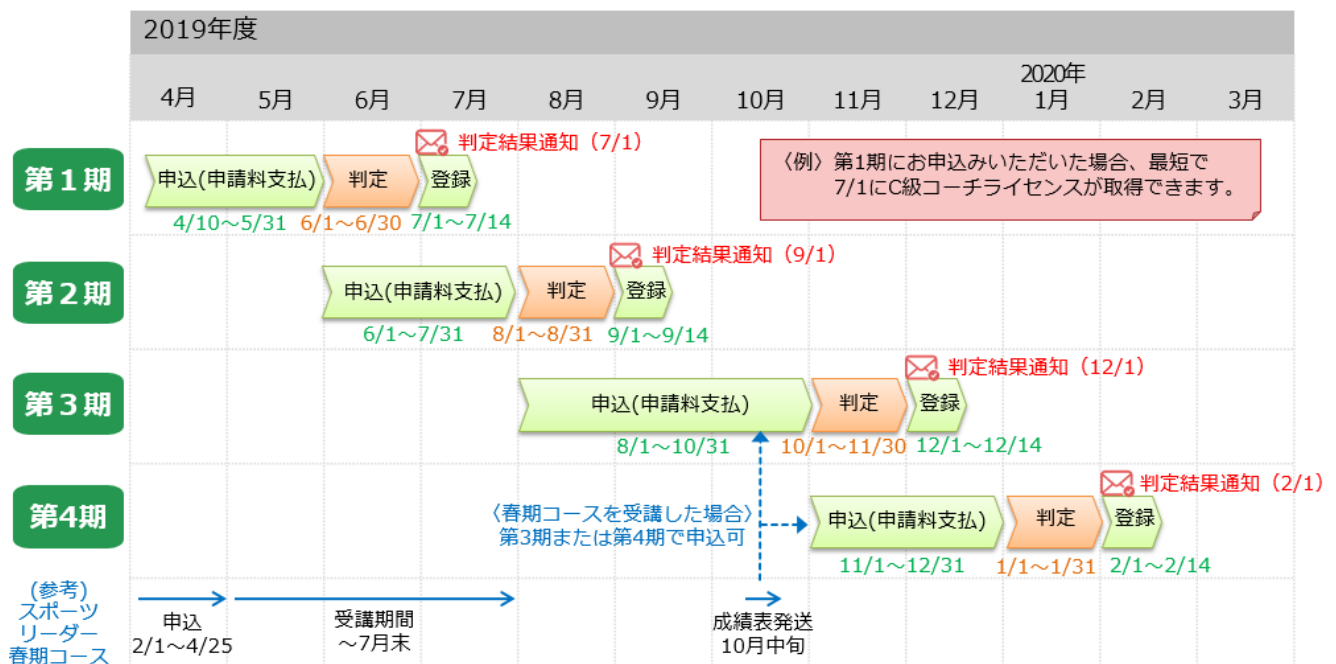 2019年度
2020年
4月 5月 6月 7月 8月 9月 10月 11月 12月 1月 2月 3月
第1期
申込(申請料支払)
判定
登録
判定結果通知（7/1）
4/10～5/31
6/1～6/30
7/1～7/14
〈例〉第1期にお申込みいただいた場合、最短で
7/1にC級コーチライセンスが取得できます。
第2期
申込(申請料支払)
判定
登録
判定結果通知（9/1）
6/1～7/31
8/1～8/31
9/1～9/14
第3期
申込(申請料支払)
判定
登録
判定結果通知（12/1）
8/1～10/31
10/1～11/30
12/1～12/14
第4期
〈春期コースを受講した場合〉
第3期または第4期で申込可
申込(申請料支払)
判定
登録
判定結果通知（2/1）
11/1～12/31
1/1～1/31
2/1～2/14
(参考)
スポーツ
リーダー
春期コース
申込
2/1～4/25
受講期間
～7月末
成績表発送
10月中旬